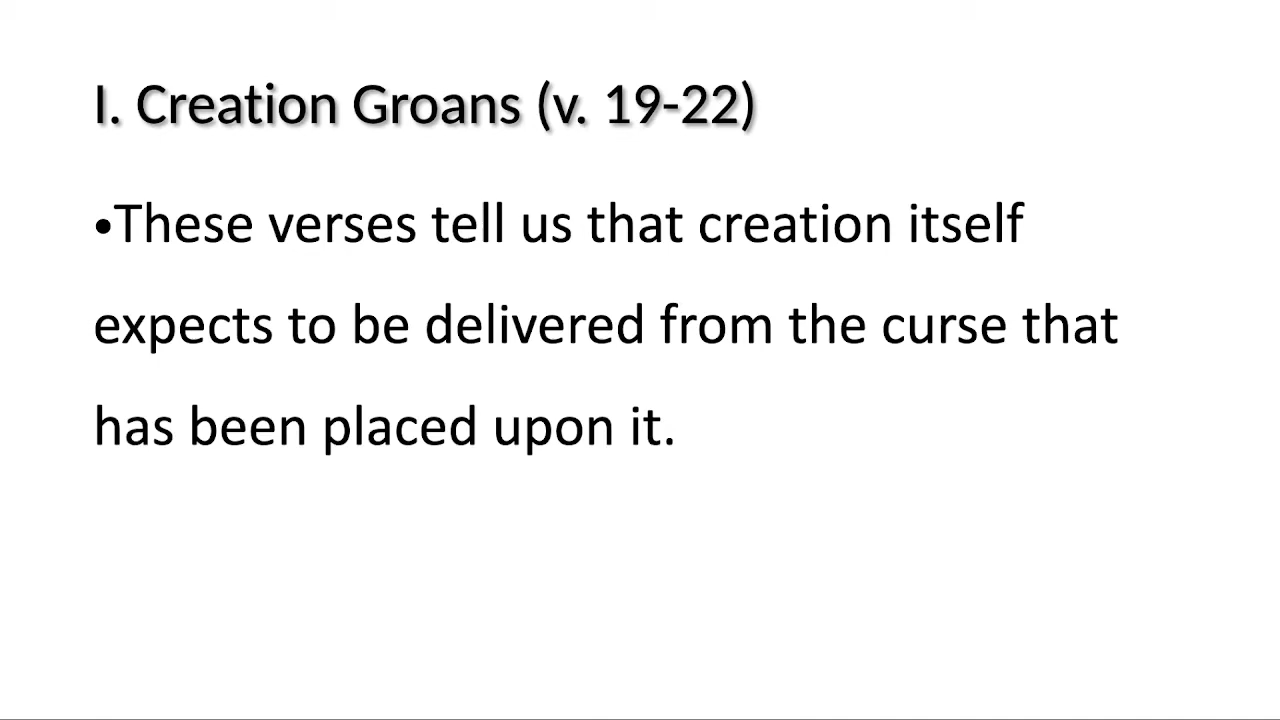 I. Creation Groans (v. 19-22)
•These verses tell us that creation itself
expects to be delivered from the curse that
has been placed upon it.